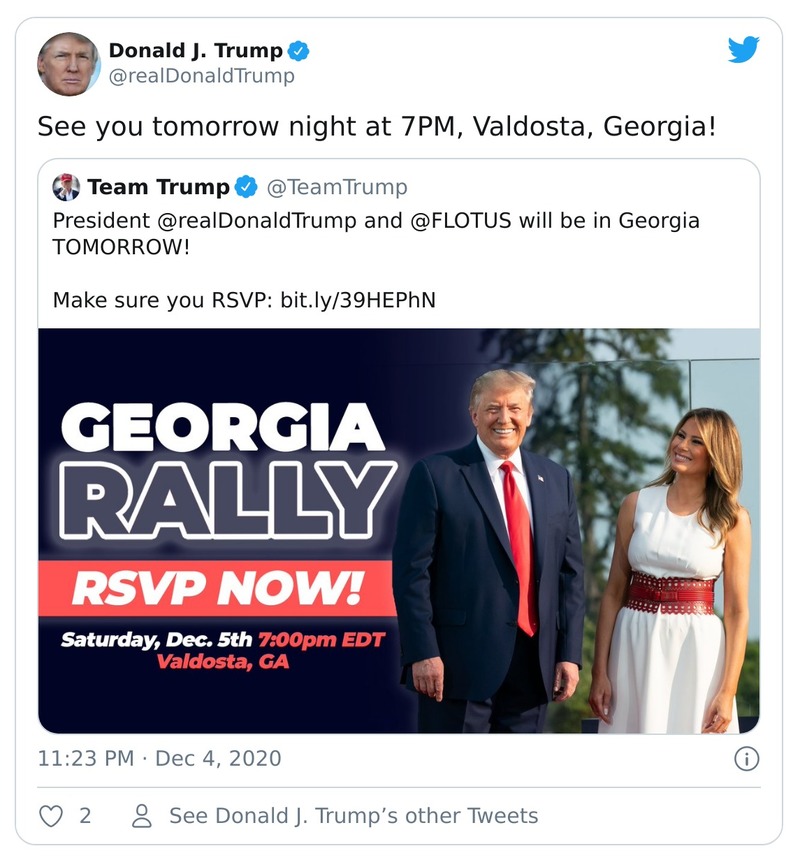 Donald J. Trump
@realDonaldTrump
See you tomorrow night at 7PM, Valdosta, Georgia!
Team Trump @TeamTrump
President @realDonaldTrump and @FLOTUS will be in Georgia
TOMORROW!
Make sure you RSVP: bit.ly/39HEPhN
GEORGIA
RALLY
RSVP NOW!
Saturday, Dec. 5th 7:00pm EDT
Valdosta, GA
11:23 PM · Dec 4, 2020
2 See Donald J. Trump’s other Tweets